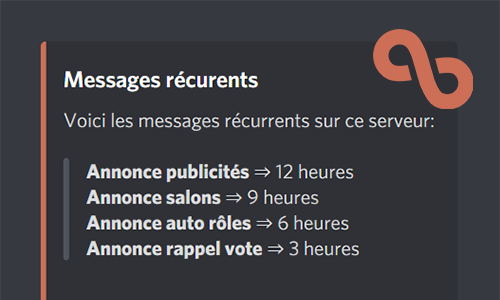 Messages récurents
Voici les messages récurrents sur ce serveur:
Annonce publicités ⇒ 12 heures
Annonce salons ⇒ 9 heures
Annonce auto rôles ⇒ 6 heures
Annonce rappel vote ⇒ 3 heures